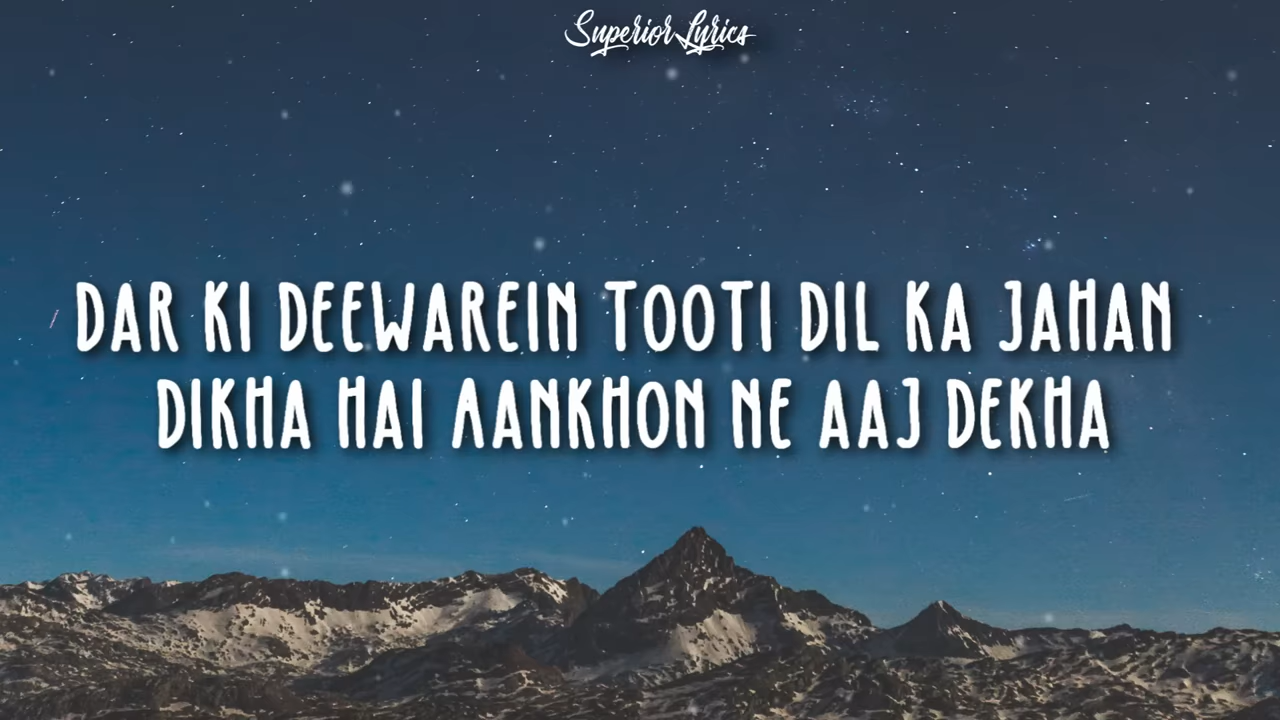 Superior Lyrics
DAR KI DEEWAREIN TOOTI DIL KA JAHAN
DIKHA HAI AANKHON NE AAJ DEKHA